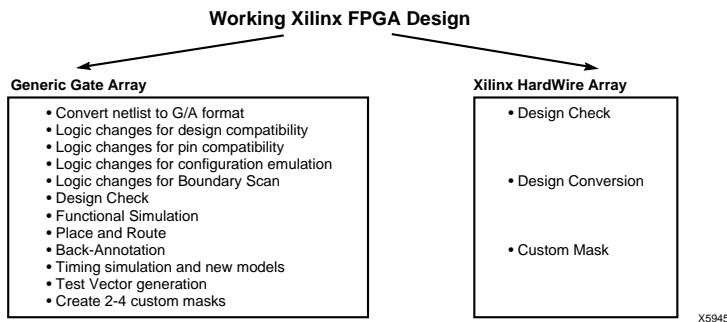 Working Xilinx FPGA Design
Generic Gate Array
• Convert netlist to G/A format
• Logic changes for design compatibility
• Logic changes for pin compatibility
• Logic changes for configuration emulation
• Logic changes for Boundary Scan
• Design Check
• Functional Simulation
• Place and Route
• Back-Annotation
• Timing simulation and new models
• Test Vector generation
• Create 2-4 custom masks
Xilinx HardWire Array
• Design Check
• Design Conversion
• Custom Mask
X5945